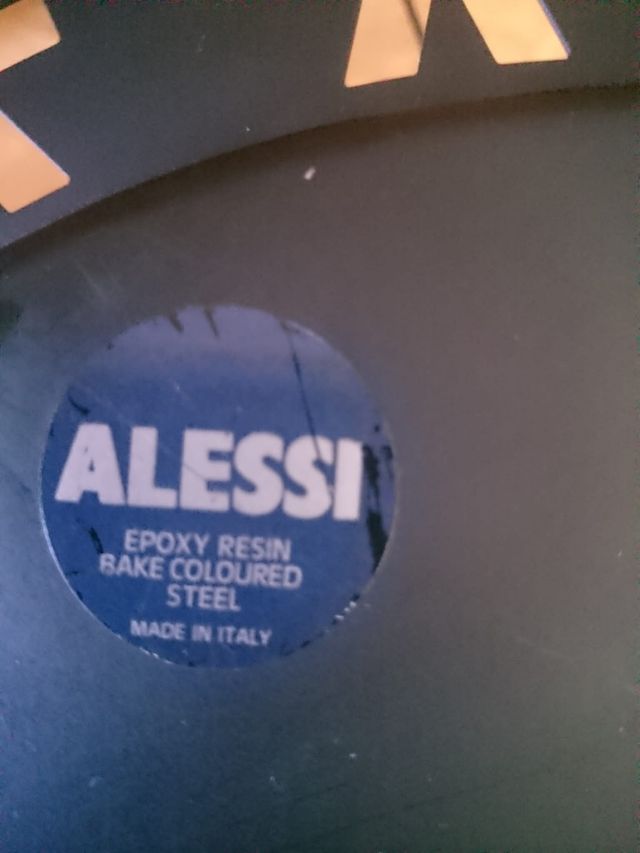 ALESSI
EPOXY RESIN
BAKE COLOURED
STEEL
MADE IN ITALY